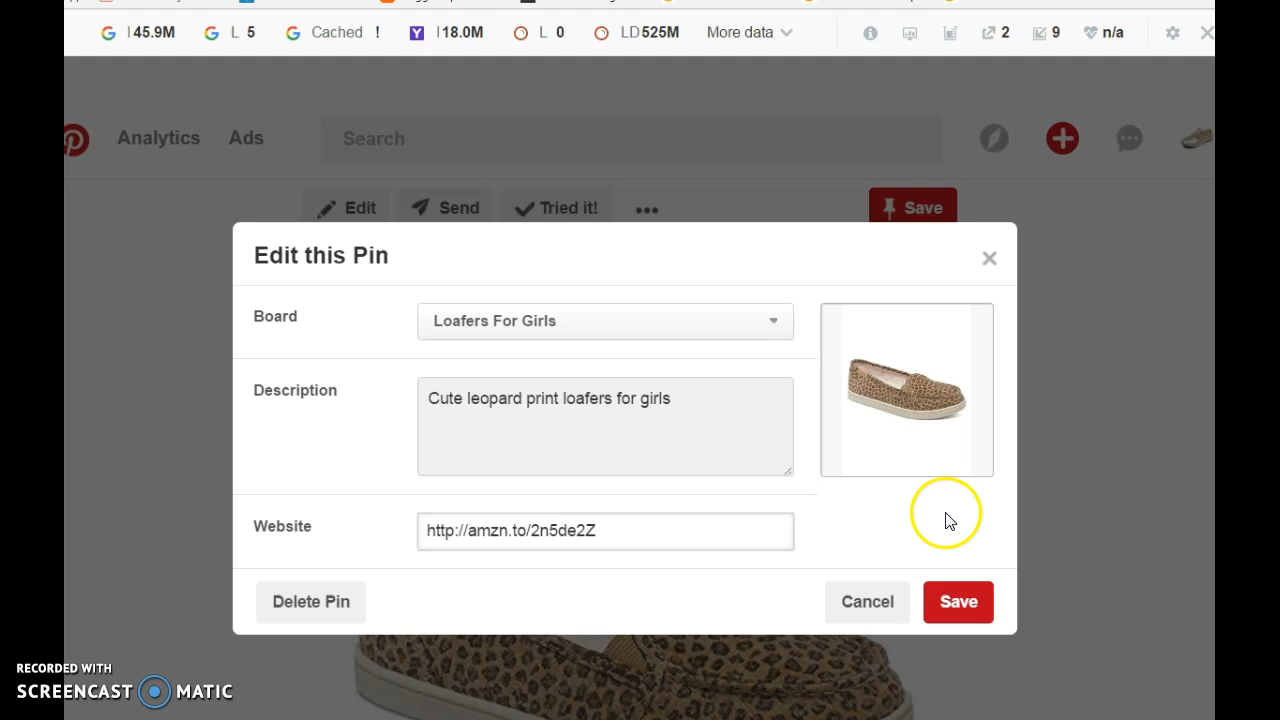 I 45.9M L 5 Cached ! I 18.0M L 0 LD 525M More data 2 9 n/a
Analytics Ads Search
Edit Send Tried it! ••• Save
Edit this Pin
Board Loafers For Girls
Description Cute leopard print loafers for girls
Website http://amzn.to/2n5de2Z
Delete Pin Cancel Save
RECORDED WITH
SCREENCAST MATIC